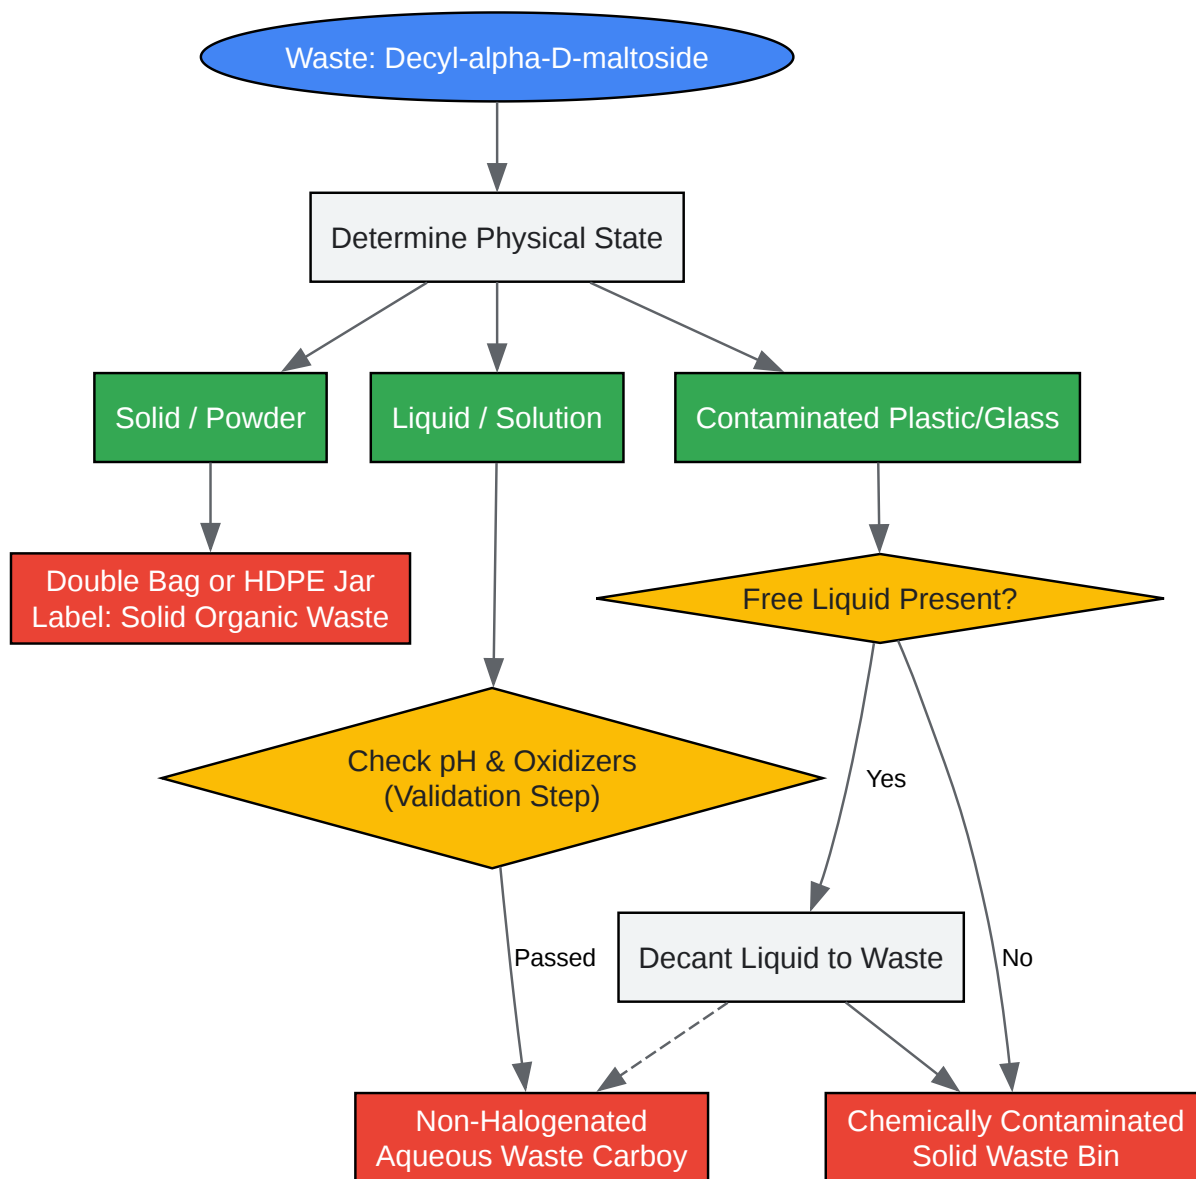 Waste: Decyl-alpha-D-maltoside
Determine Physical State
Solid / Powder
Liquid / Solution
Contaminated Plastic/Glass
Double Bag or HDPE Jar
Label: Solid Organic Waste
Free Liquid Present?
Check pH & Oxidizers
(Validation Step)
Yes
Passed
Decant Liquid to Waste
No
Non-Halogenated
Aqueous Waste Carboy
Chemically Contaminated
Solid Waste Bin